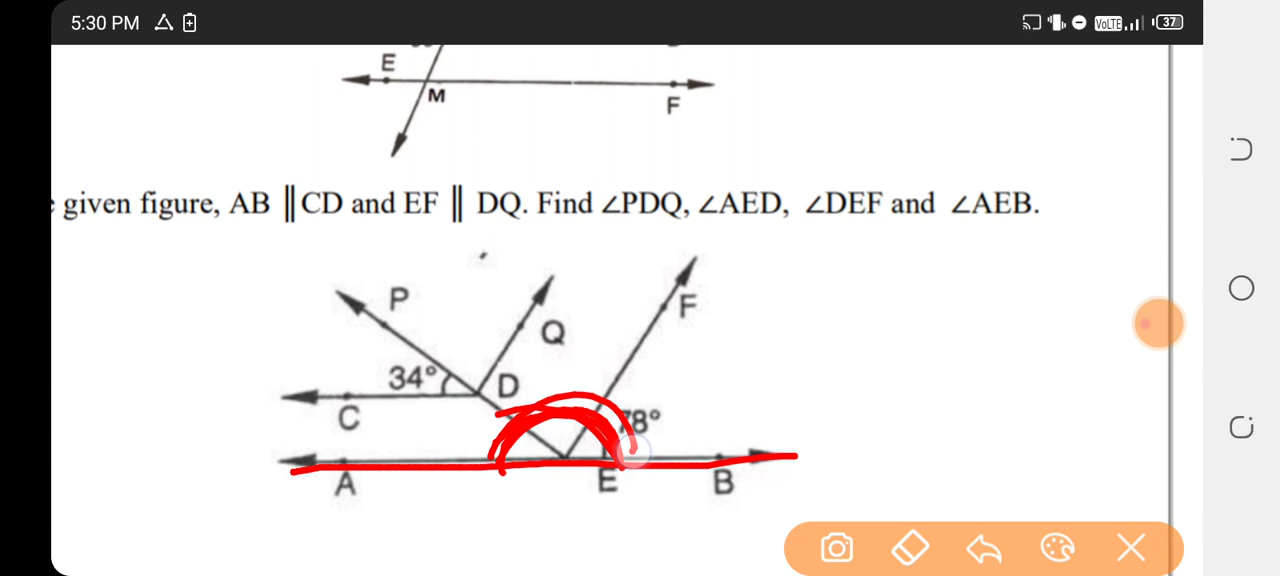 5:30 PM
VoLTE 37
E
M
F
given figure, AB ∥ CD and EF ∥ DQ. Find ∠PDQ, ∠AED, ∠DEF and ∠AEB.
P
F
Q
34° D
C
78°
A E B